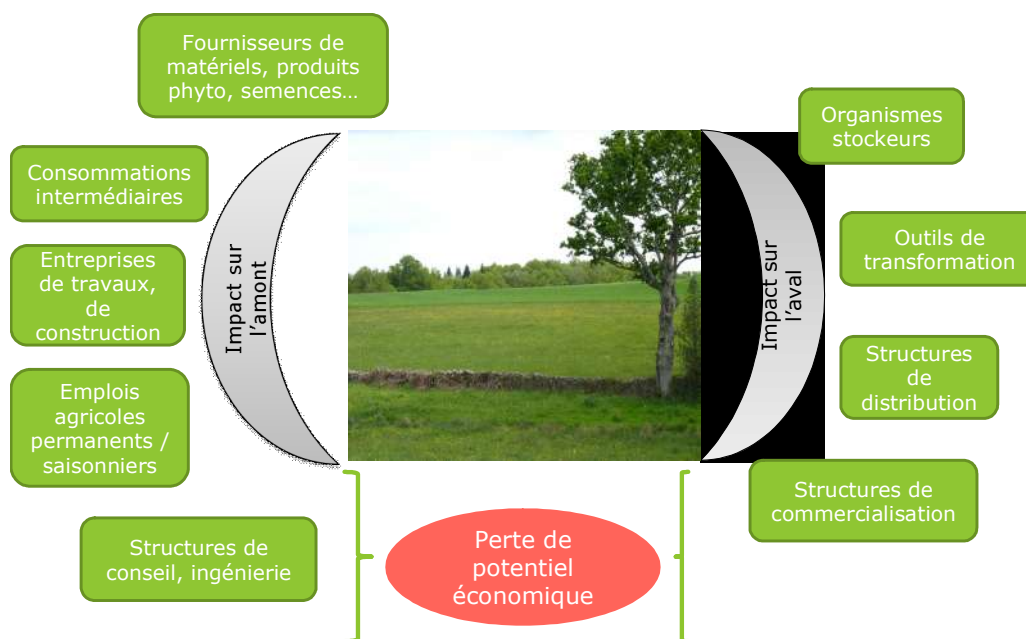 Fournisseurs de
matériels, produits
phyto, semences…
Consommations
intermédiaires
Entreprises
de travaux,
de
construction
Emplois
agricoles
permanents /
saisonniers
Structures de
conseil, ingénierie
Impact sur
l’amont
Impact sur
l’aval
Organismes
stockeurs
Outils de
transformation
Structures
de
distribution
Structures de
commercialisation
Perte de
potentiel
économique